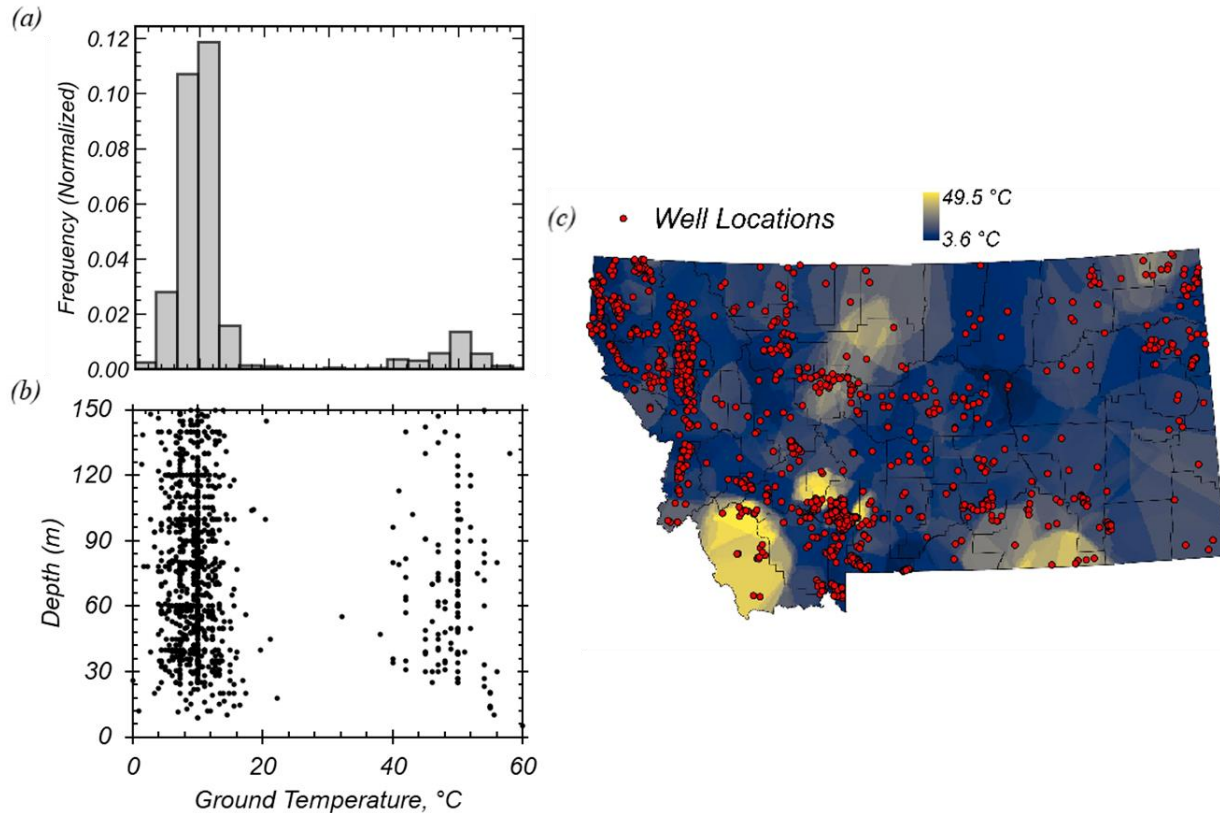 (a)
Frequency (Normalized)
0.12
0.10
0.08
0.06
0.04
0.02
0.00
(b)
Depth (m)
150
120
90
60
30
0
0 20 40 60
Ground Temperature, °C
(c)
Well Locations
49.5 °C
3.6 °C